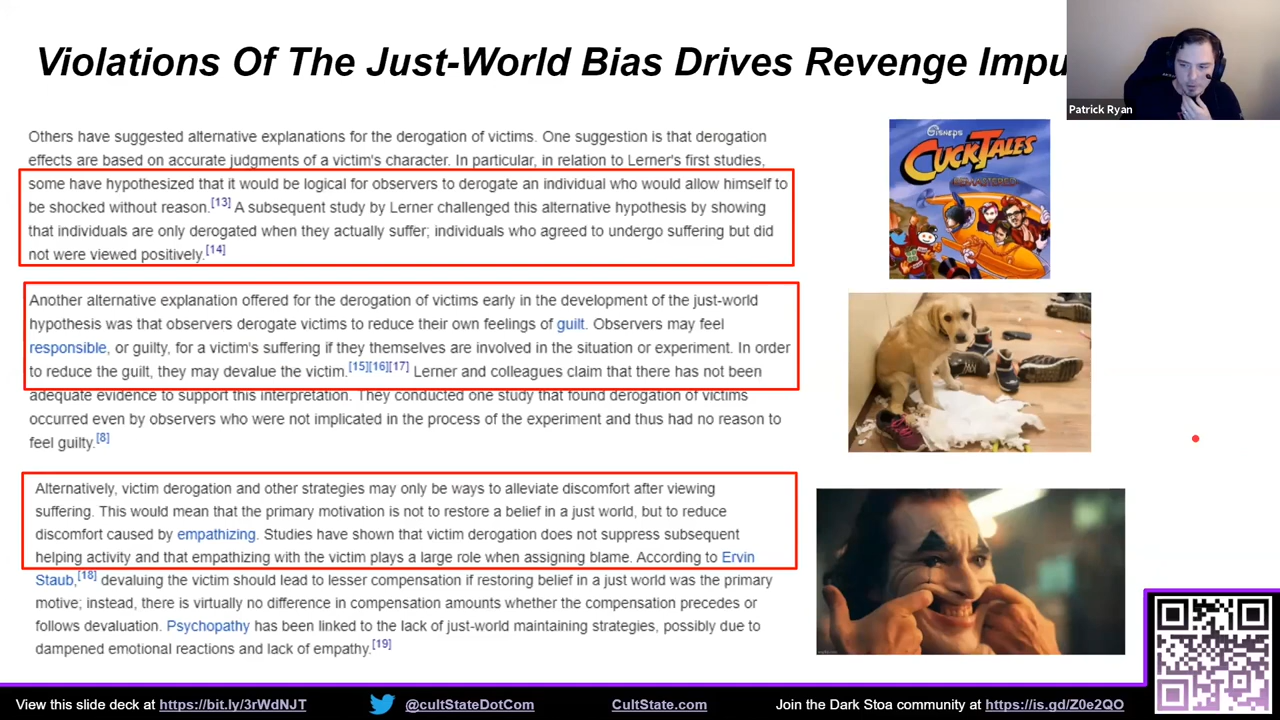 Violations Of The Just-World Bias Drives Revenge Impu
Patrick Ryan
Others have suggested alternative explanations for the derogation of victims. One suggestion is that derogation
effects are based on accurate judgments of a victim's character. In particular, in relation to Lerner's first studies,
some have hypothesized that it would be logical for observers to derogate an individual who would allow himself to
be shocked without reason.[13] A subsequent study by Lerner challenged this alternative hypothesis by showing
that individuals are only derogated when they actually suffer; individuals who agreed to undergo suffering but did
not were viewed positively.[14]
Another alternative explanation offered for the derogation of victims early in the development of the just-world
hypothesis was that observers derogate victims to reduce their own feelings of guilt. Observers may feel
responsible, or guilty, for a victim's suffering if they themselves are involved in the situation or experiment. In order
to reduce the guilt, they may devalue the victim.[15][16][17] Lerner and colleagues claim that there has not been
adequate evidence to support this interpretation. They conducted one study that found derogation of victims
occurred even by observers who were not implicated in the process of the experiment and thus had no reason to
feel guilty.[8]
Alternatively, victim derogation and other strategies may only be ways to alleviate discomfort after viewing
suffering. This would mean that the primary motivation is not to restore a belief in a just world, but to reduce
discomfort caused by empathizing. Studies have shown that victim derogation does not suppress subsequent
helping activity and that empathizing with the victim plays a large role when assigning blame. According to Ervin
Staub,[18] devaluing the victim should lead to lesser compensation if restoring belief in a just world was the primary
motive; instead, there is virtually no difference in compensation amounts whether the compensation precedes or
follows devaluation. Psychopathy has been linked to the lack of just-world maintaining strategies, possibly due to
dampened emotional reactions and lack of empathy.[19]
Disney's
CUCKTALES
REMASTERED
View this slide deck at https://bit.ly/3rWdNJT
@cultStateDotCom
CultState.com
Join the Dark Stoa community at https://is.gd/Z0e2QO